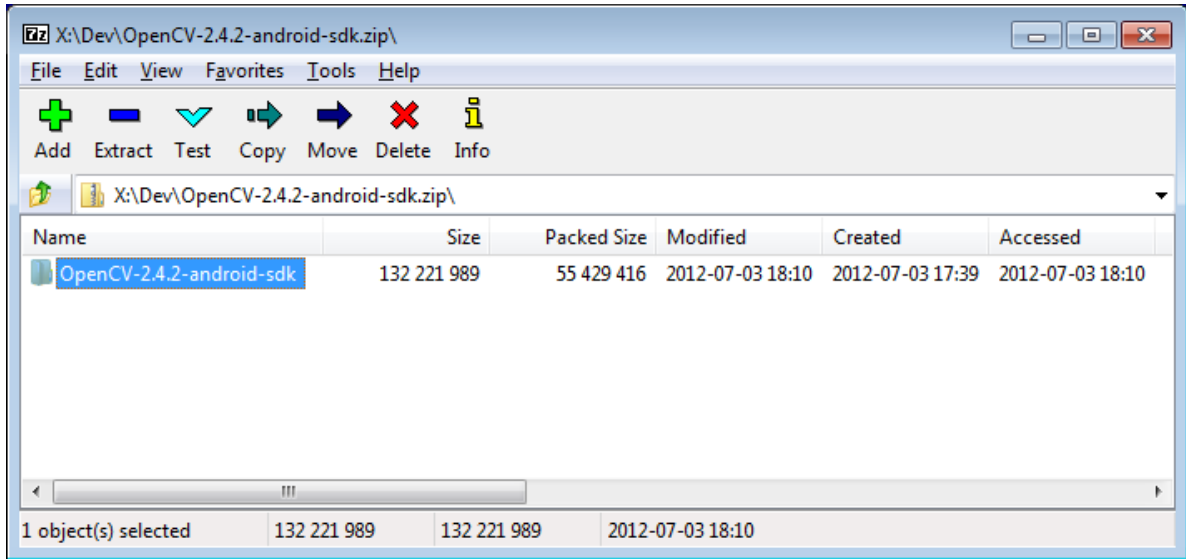 X:\Dev\OpenCV-2.4.2-android-sdk.zip\
File Edit View Favorites Tools Help
Add Extract Test Copy Move Delete Info
X:\Dev\OpenCV-2.4.2-android-sdk.zip\
Name Size Packed Size Modified Created Accessed
OpenCV-2.4.2-android-sdk 132 221 989 55 429 416 2012-07-03 18:10 2012-07-03 17:39 2012-07-03 18:10
1 object(s) selected 132 221 989 132 221 989 2012-07-03 18:10